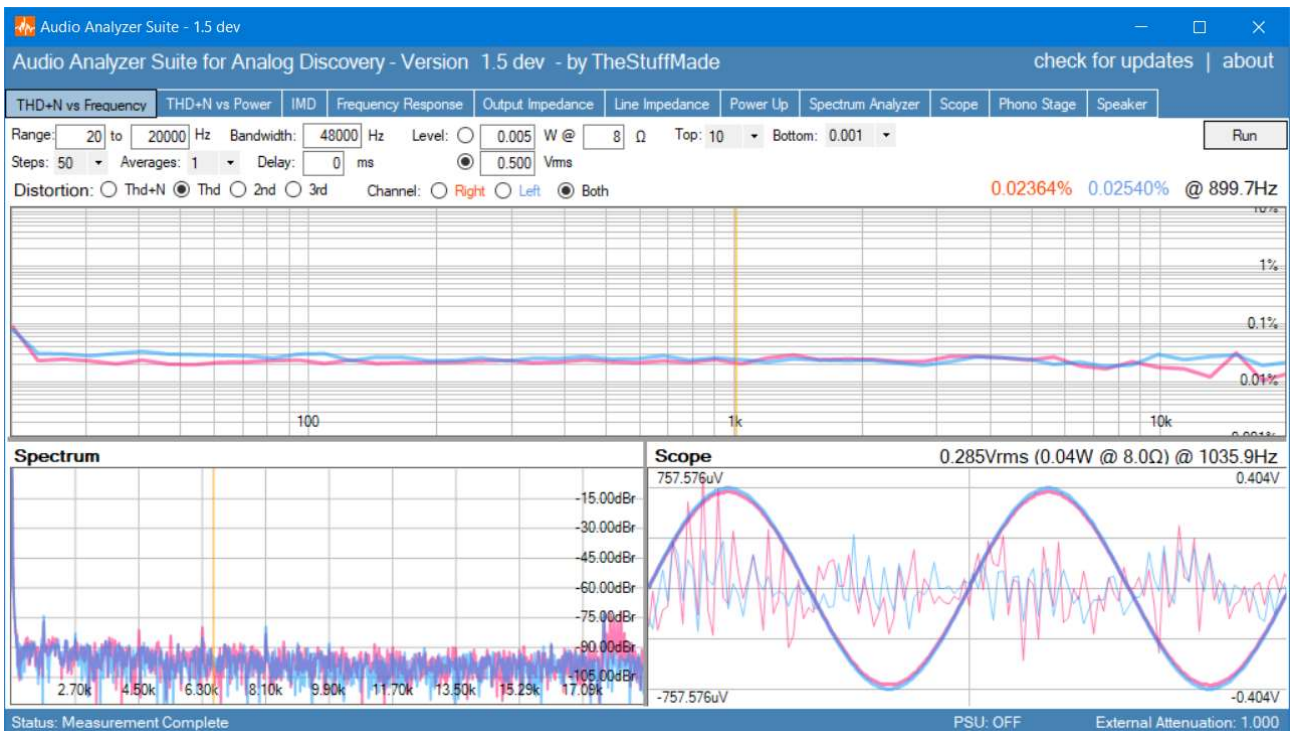 Audio Analyzer Suite - 1.5 dev
Audio Analyzer Suite for Analog Discovery - Version 1.5 dev - by TheStuffMade check for updates | about
THD+N vs Frequency THD+N vs Power IMD Frequency Response Output Impedance Line Impedance Power Up Spectrum Analyzer Scope Phono Stage Speaker
Range: 20 to 20000 Hz Bandwidth: 48000 Hz Level: 0.005 W @ 8 Ω Top: 10 Bottom: 0.001 Run
Steps: 50 Averages: 1 Delay: 0 ms 0.500 Vrms
Distortion: Thd+N Thd 2nd 3rd Channel: Right Left Both 0.02364% 0.02540% @ 899.7Hz
10%
1%
0.1%
0.01%
100 1k 10k
0.001%
Spectrum
-15.00dBr
-30.00dBr
-45.00dBr
-60.00dBr
-75.00dBr
-90.00dBr
-105.00dBr
2.70k 4.50k 6.30k 8.10k 9.90k 11.70k 13.50k 15.29k 17.09k
Scope 0.285Vrms (0.04W @ 8.0Ω) @ 1035.9Hz
757.576uV 0.404V
-757.576uV -0.404V
Status: Measurement Complete PSU: OFF External Attenuation: 1.000